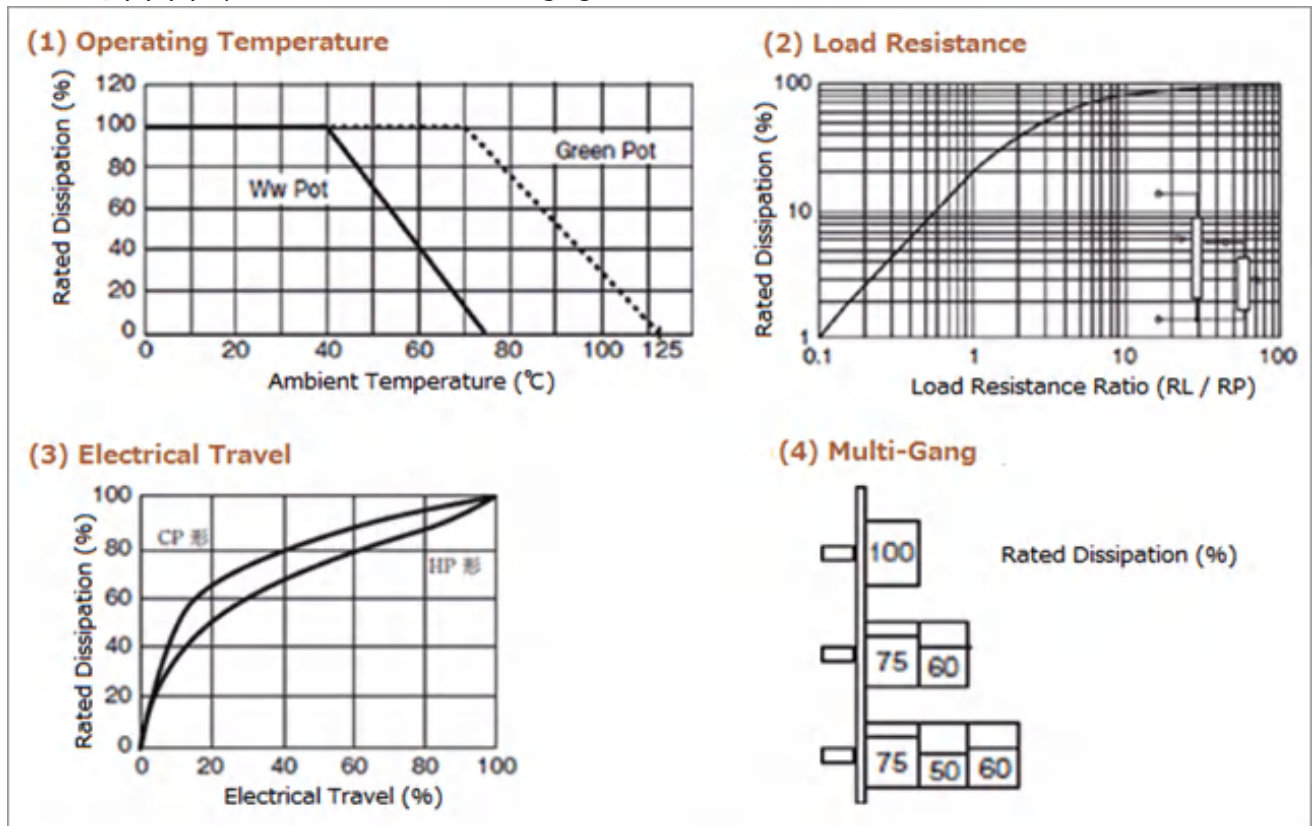 (1) Operating Temperature
Rated Dissipation (%)
120
100
80
60
40
20
0
Ww Pot
Green Pot
0 20 40 60 80 100 125
Ambient Temperature (℃)
(2) Load Resistance
Rated Dissipation (%)
100
10
1
0.1 1 10 100
Load Resistance Ratio (RL / RP)
(3) Electrical Travel
Rated Dissipation (%)
100
80
60
40
20
0
CP 形
HP 形
0 20 40 60 80 100
Electrical Travel (%)
(4) Multi-Gang
100
Rated Dissipation (%)
75 60
75 50 60